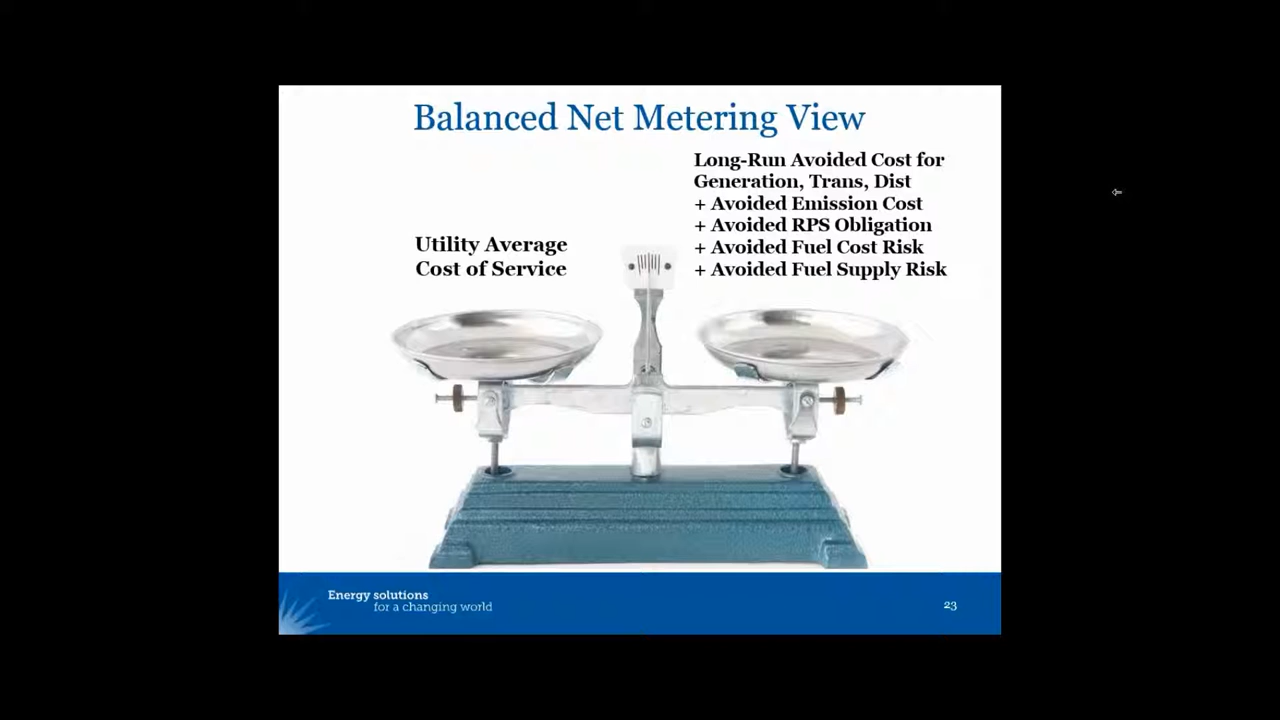 Balanced Net Metering View
Long-Run Avoided Cost for
Generation, Trans, Dist
+ Avoided Emission Cost
+ Avoided RPS Obligation
+ Avoided Fuel Cost Risk
+ Avoided Fuel Supply Risk
Utility Average
Cost of Service
Energy solutions
for a changing world
23